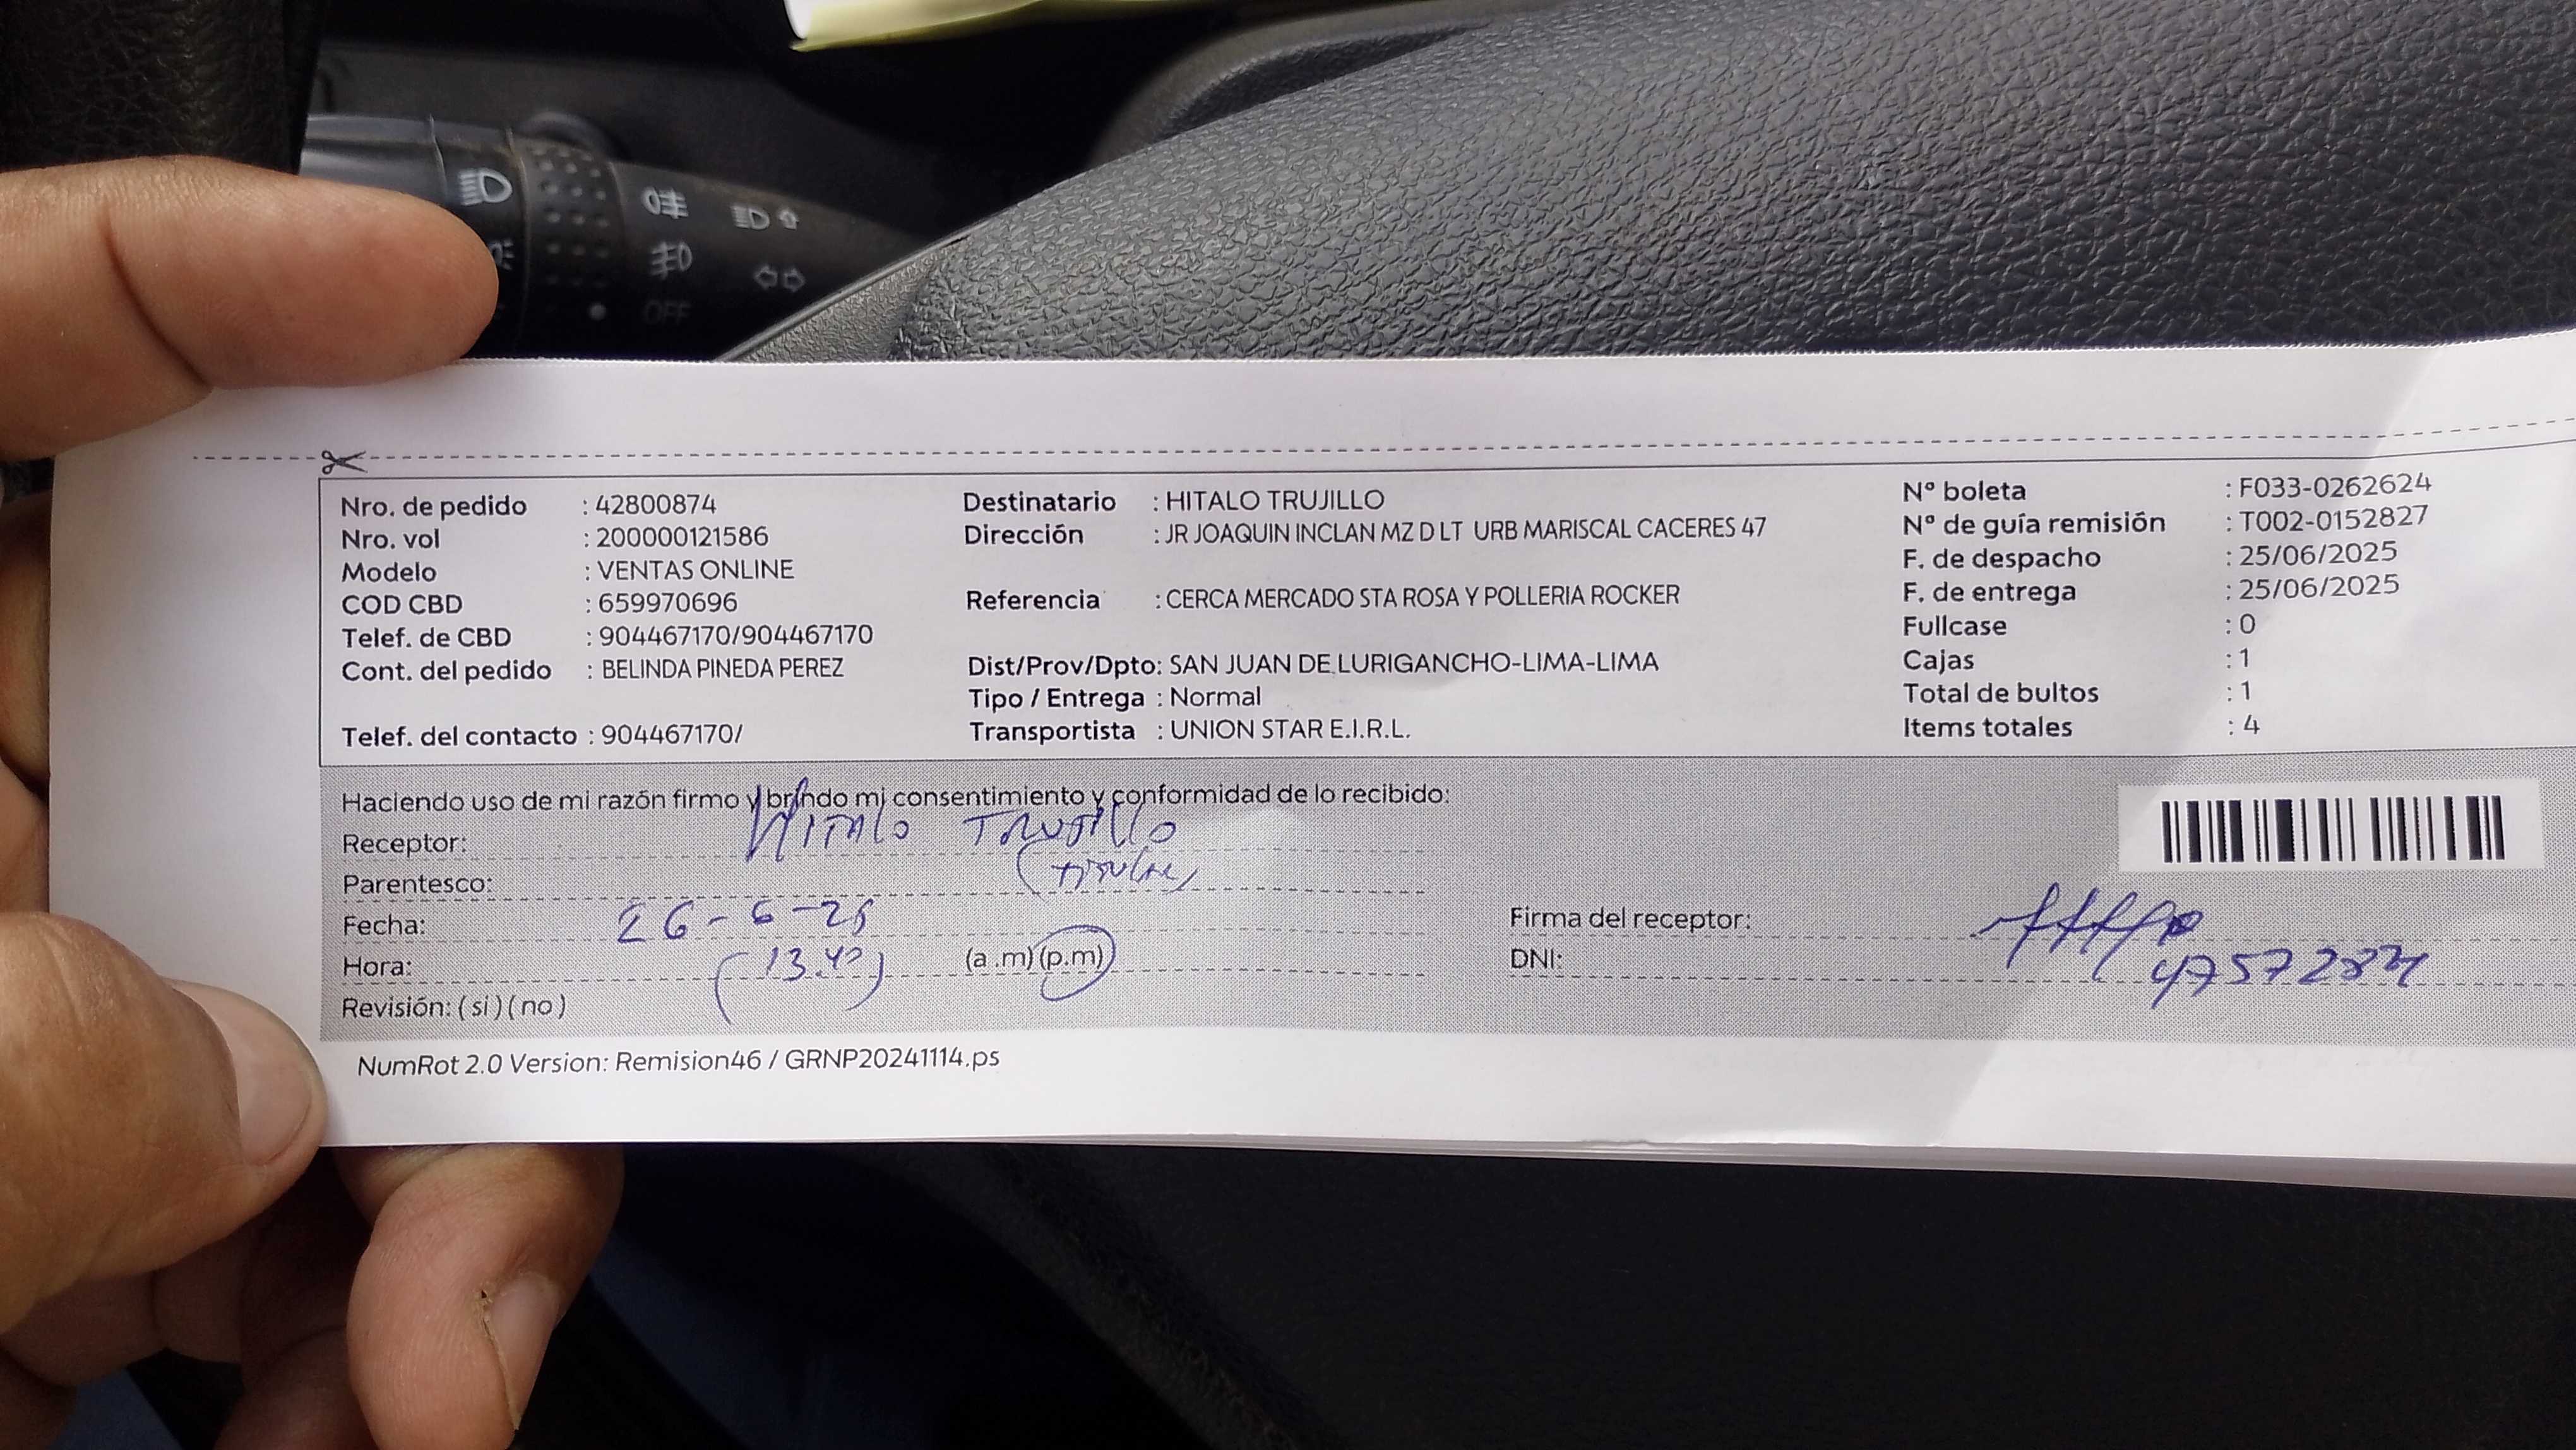 OFF
Nro. de pedido : 42800874
Nro. vol : 200000121586
Modelo : VENTAS ONLINE
COD CBD : 659970696
Telef. de CBD : 904467170/904467170
Cont. del pedido : BELINDA PINEDA PEREZ
Telef. del contacto : 904467170/
Destinatario : HITALO TRUJILLO
Dirección : JR JOAQUIN INCLAN MZ D LT URB MARISCAL CACERES 47
Referencia : CERCA MERCADO STA ROSA Y POLLERIA ROCKER
Dist/Prov/Dpto: SAN JUAN DE LURIGANCHO-LIMA-LIMA
Tipo / Entrega : Normal
Transportista : UNION STAR E.I.R.L.
Nº boleta : F033-0262624
Nº de guía remisión : T002-0152827
F. de despacho : 25/06/2025
F. de entrega : 25/06/2025
Fullcase : 0
Cajas : 1
Total de bultos : 1
Items totales : 4
Haciendo uso de mi razón firmo y brindo mi consentimiento y conformidad de lo recibido:
Receptor: HITALO TRUJILLO
Parentesco: (TITULAR)
Fecha: 26-6-25
Hora: (13.40) (a.m)(p.m)
Revisión: (si)(no)
Firma del receptor:
DNI:
NumRot 2.0 Version: Remision46 / GRNP20241114.ps